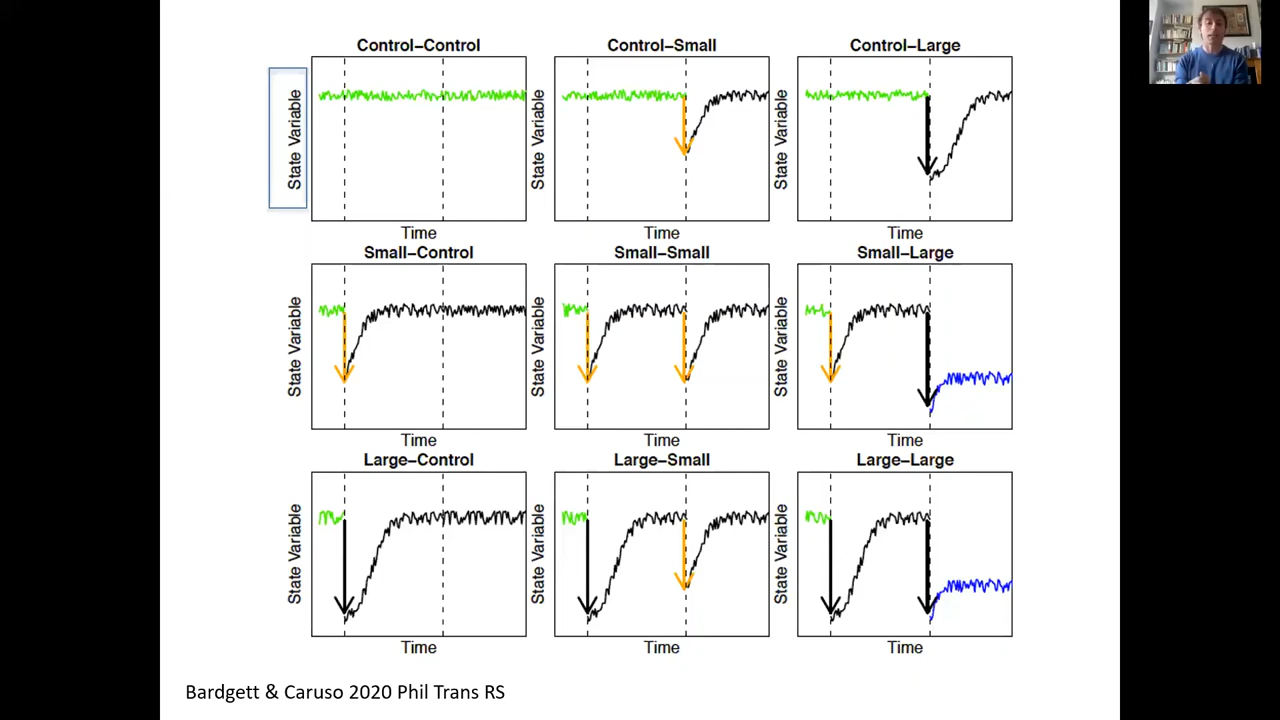 Control–Control
Control–Small
Control–Large
State Variable
State Variable
State Variable
Time
Time
Time
Small–Control
Small–Small
Small–Large
State Variable
State Variable
State Variable
Time
Time
Time
Large–Control
Large–Small
Large–Large
State Variable
State Variable
State Variable
Time
Time
Time
Bardgett & Caruso 2020 Phil Trans RS